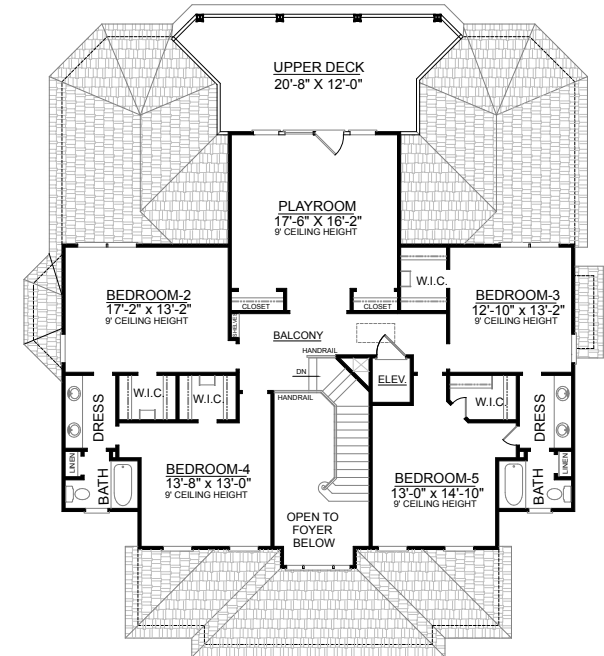 UPPER DECK
20'-8" X 12'-0"
PLAYROOM
17'-6" X 16'-2"
9' CEILING HEIGHT
W.I.C.
BEDROOM-2
17'-2" X 13'-2"
9' CEILING HEIGHT
BEDROOM-3
12'-10" X 13'-2"
9' CEILING HEIGHT
CLOSET
CLOSET
SHELVE
BALCONY
HANDRAIL
DN
ELEV.
HANDRAIL
W.I.C.
W.I.C.
W.I.C.
DRESS
DRESS
BEDROOM-4
13'-8" X 13'-0"
9' CEILING HEIGHT
BEDROOM-5
13'-0" X 14'-10"
9' CEILING HEIGHT
LINEN
BATH
LINEN
BATH
OPEN TO
FOYER
BELOW